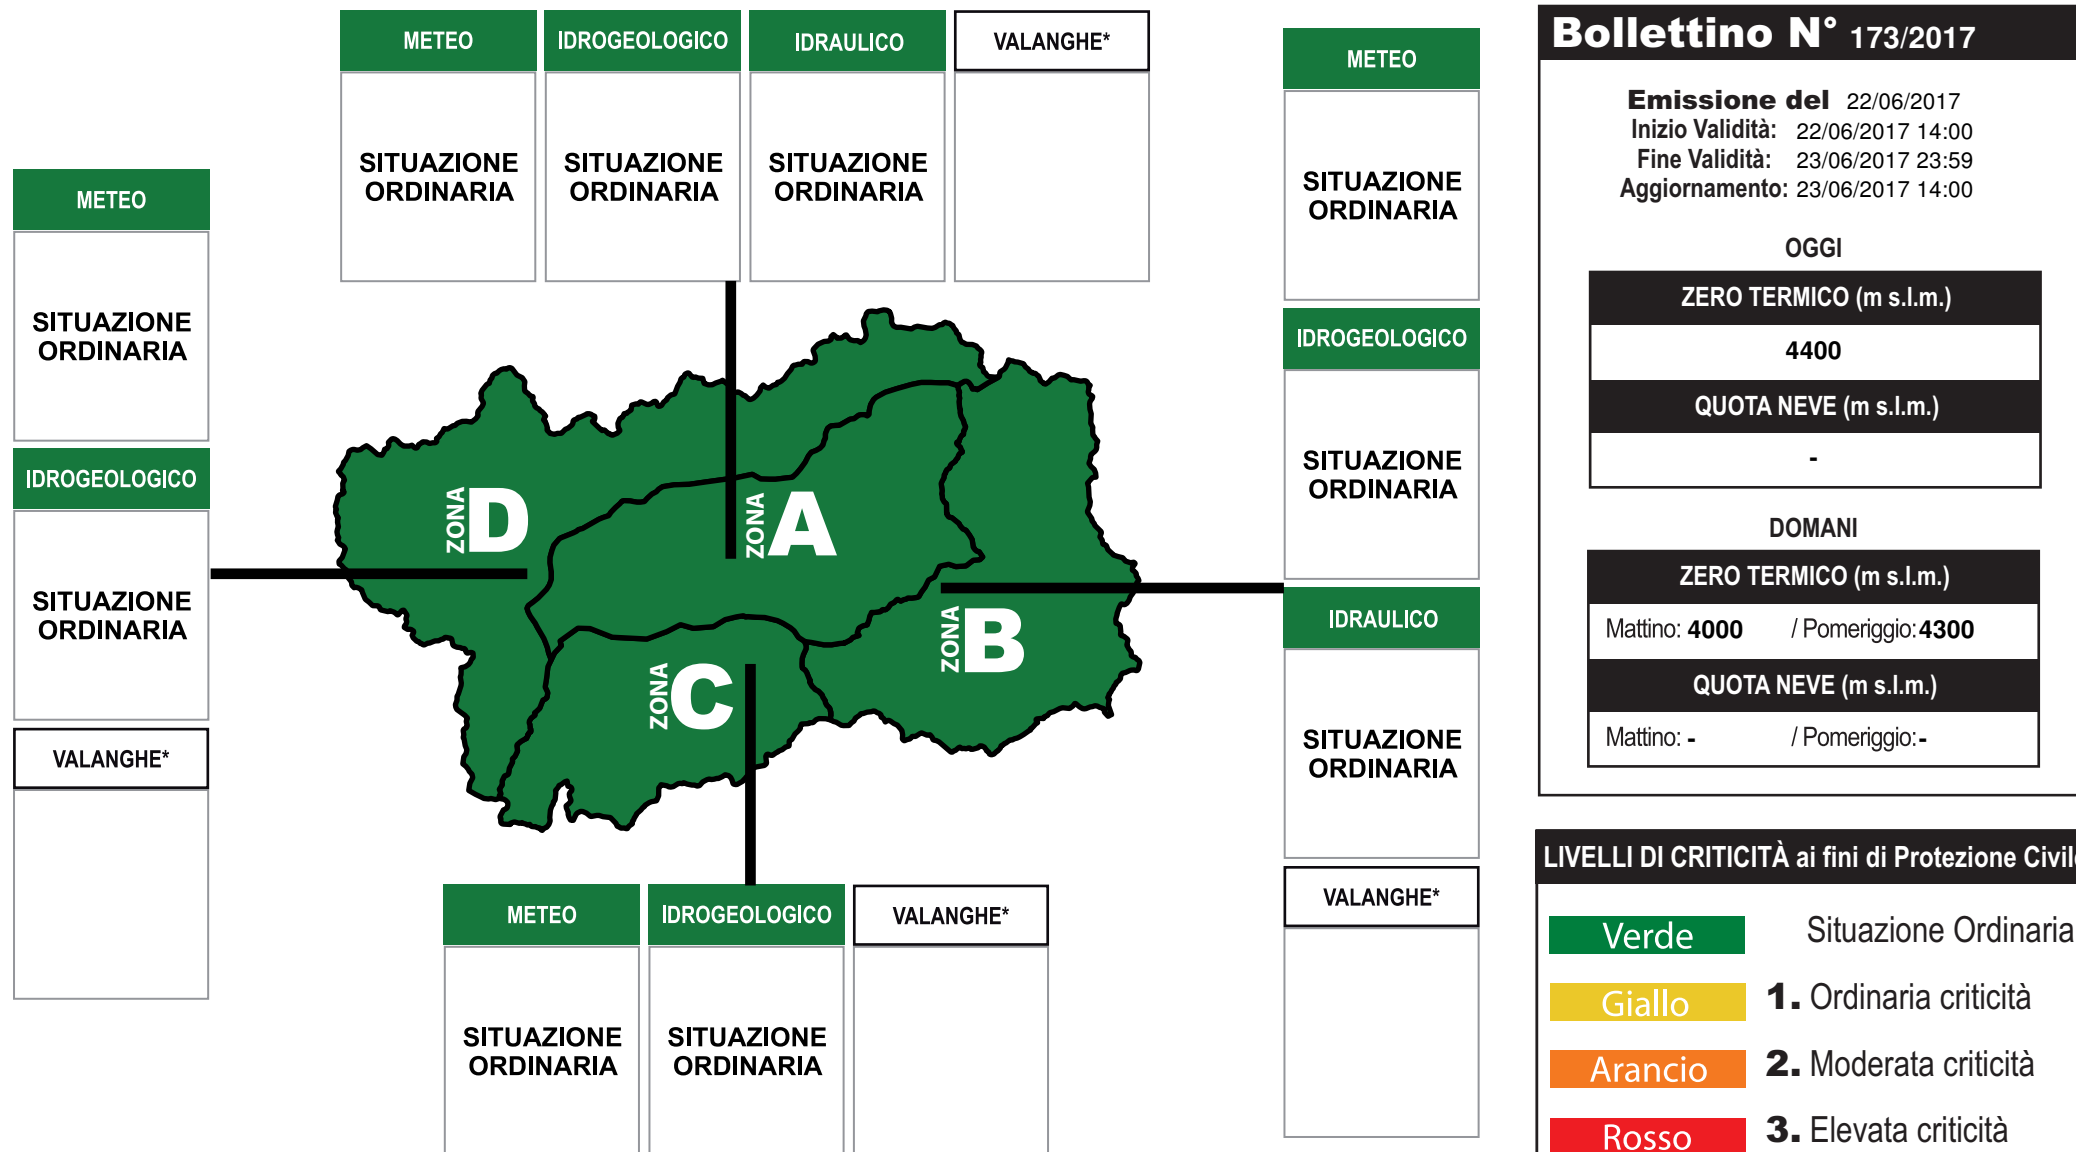 METEO
IDROGEOLOGICO
IDRAULICO
VALANGHE*
SITUAZIONE
ORDINARIA
SITUAZIONE
ORDINARIA
SITUAZIONE
ORDINARIA
METEO
SITUAZIONE
ORDINARIA
IDROGEOLOGICO
SITUAZIONE
ORDINARIA
VALANGHE*
ZONA D
ZONA A
ZONA B
ZONA C
METEO
SITUAZIONE
ORDINARIA
IDROGEOLOGICO
SITUAZIONE
ORDINARIA
IDRAULICO
SITUAZIONE
ORDINARIA
VALANGHE*
METEO
IDROGEOLOGICO
VALANGHE*
SITUAZIONE
ORDINARIA
SITUAZIONE
ORDINARIA
Bollettino N° 173/2017
Emissione del 22/06/2017
Inizio Validità: 22/06/2017 14:00
Fine Validità: 23/06/2017 23:59
Aggiornamento: 23/06/2017 14:00
OGGI
ZERO TERMICO (m s.l.m.)
4400
QUOTA NEVE (m s.l.m.)
-
DOMANI
ZERO TERMICO (m s.l.m.)
Mattino: 4000 / Pomeriggio: 4300
QUOTA NEVE (m s.l.m.)
Mattino: - / Pomeriggio: -
LIVELLI DI CRITICITÀ ai fini di Protezione Civile
Verde Situazione Ordinaria
Giallo 1. Ordinaria criticità
Arancio 2. Moderata criticità
Rosso 3. Elevata criticità